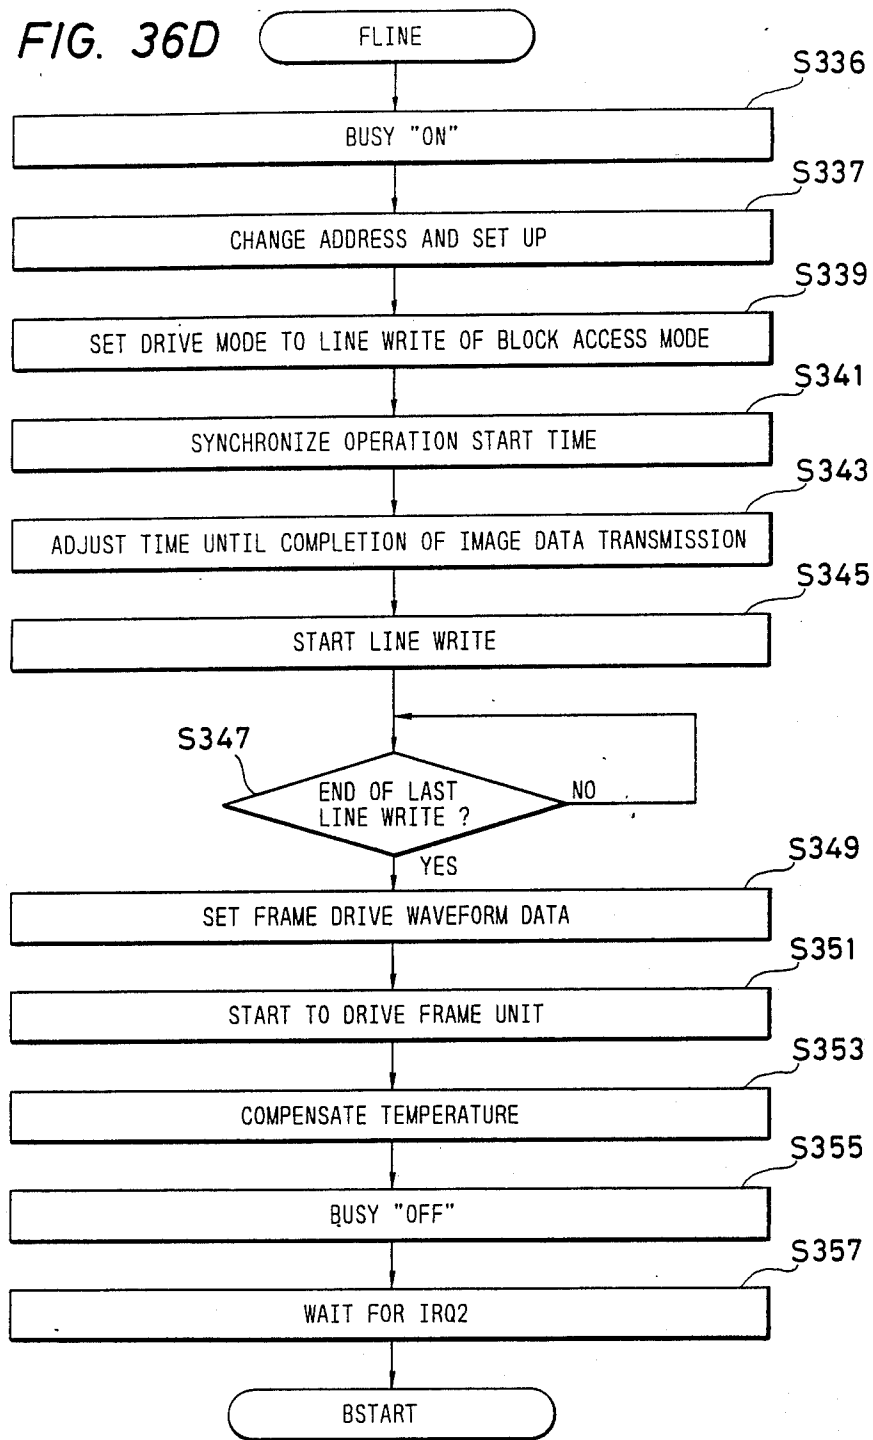 FIG. 36D
FLINE
S336
BUSY "ON"
S337
CHANGE ADDRESS AND SET UP
S339
SET DRIVE MODE TO LINE WRITE OF BLOCK ACCESS MODE
S341
SYNCHRONIZE OPERATION START TIME
S343
ADJUST TIME UNTIL COMPLETION OF IMAGE DATA TRANSMISSION
S345
START LINE WRITE
S347
END OF LAST
LINE WRITE ?
NO
YES
S349
SET FRAME DRIVE WAVEFORM DATA
S351
START TO DRIVE FRAME UNIT
S353
COMPENSATE TEMPERATURE
S355
BUSY "OFF"
S357
WAIT FOR IRQ2
BSTART